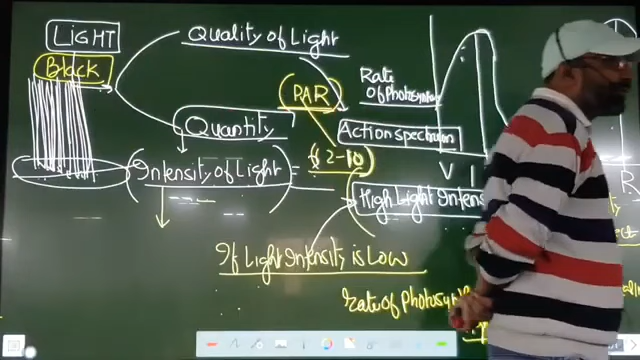 LIGHT
Quality of Light
Black
Rate
of Photosyn
PAR
Quantity
Action spectrum
(Intensity of Light)
2-10)
V I
R
High Light Intens
If Light Intensity is Low
rate of Photosyn